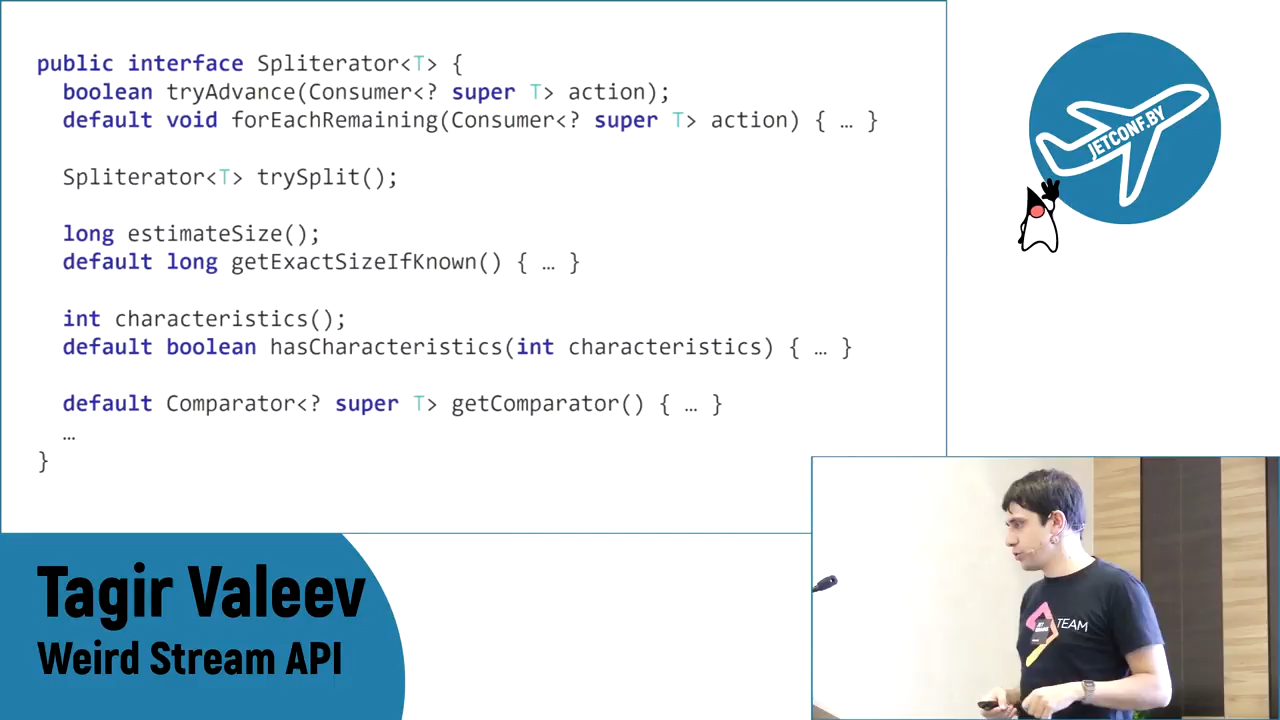 public interface Spliterator<T> {
boolean tryAdvance(Consumer<? super T> action);
default void forEachRemaining(Consumer<? super T> action) { … }
Spliterator<T> trySplit();
long estimateSize();
default long getExactSizeIfKnown() { … }
int characteristics();
default boolean hasCharacteristics(int characteristics) { … }
default Comparator<? super T> getComparator() { … }
…
}
JETCONF.BY
Tagir Valeev
Weird Stream API
JET
BRAINS
TEAM